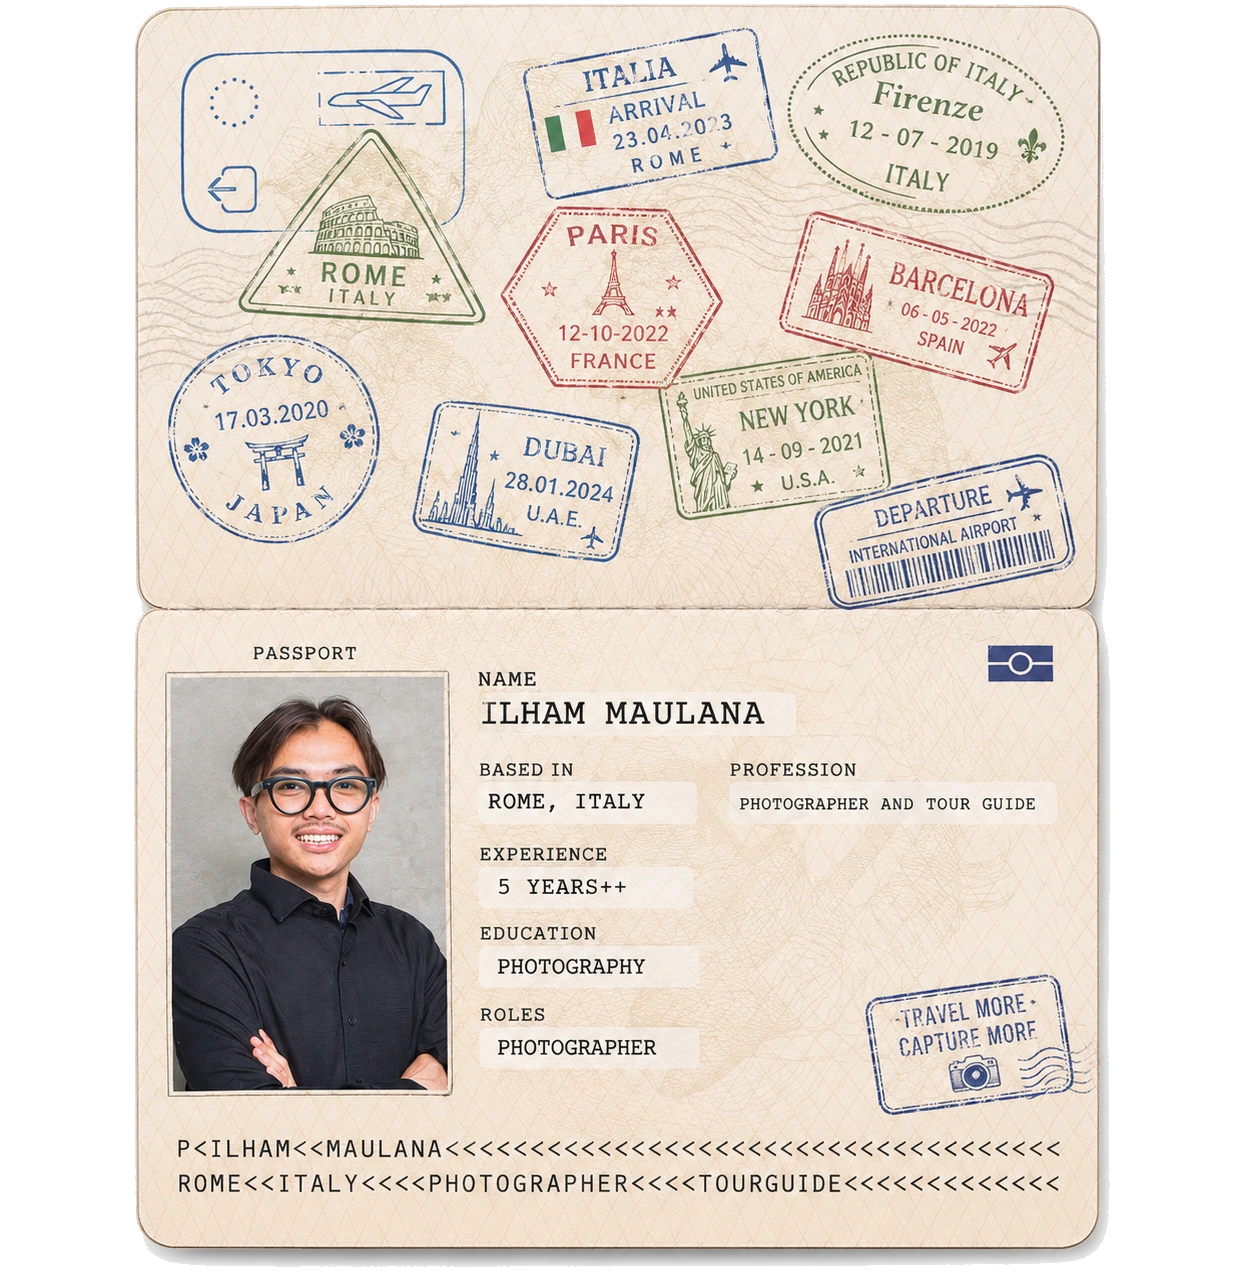 ITALIA
ARRIVAL
23.04.2023
ROME
REPUBLIC OF ITALY
Firenze
12 - 07 - 2019
ITALY
ROME
ITALY
PARIS
12-10-2022
FRANCE
BARCELONA
06 - 05 - 2022
SPAIN
TOKYO
17.03.2020
JAPAN
DUBAI
28.01.2024
U.A.E.
UNITED STATES OF AMERICA
NEW YORK
14 - 09 - 2021
U.S.A.
DEPARTURE
INTERNATIONAL AIRPORT
PASSPORT
NAME
ILHAM MAULANA
BASED IN
ROME, ITALY
PROFESSION
PHOTOGRAPHER AND TOUR GUIDE
EXPERIENCE
5 YEARS++
EDUCATION
PHOTOGRAPHY
ROLES
PHOTOGRAPHER
TRAVEL MORE
CAPTURE MORE
P<ILHAM<<MAULANA<<<<<<<<<<<<<<<<<<<<<<<<<<<<<<<<<<<<
ROME<<ITALY<<<<PHOTOGRAPHER<<<<TOURGUIDE<<<<<<<<<<<<<